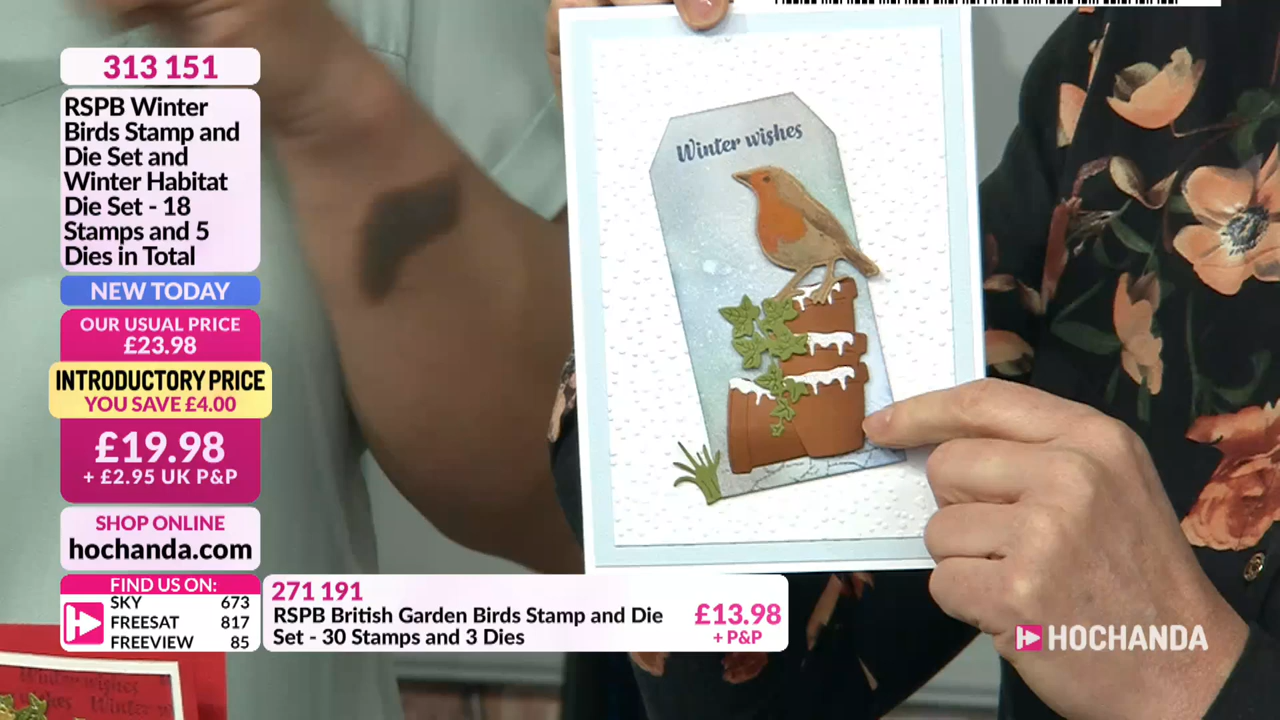 313 151
RSPB Winter
Birds Stamp and
Die Set and
Winter Habitat
Die Set - 18
Stamps and 5
Dies in Total
NEW TODAY
OUR USUAL PRICE
£23.98
INTRODUCTORY PRICE
YOU SAVE £4.00
£19.98
+ £2.95 UK P&P
SHOP ONLINE
hochanda.com
FIND US ON:
SKY 673
FREESAT 817
FREEVIEW 85
271 191
RSPB British Garden Birds Stamp and Die
Set - 30 Stamps and 3 Dies
£13.98
+ P&P
HOCHANDA
Winter wishes
Winter wishes